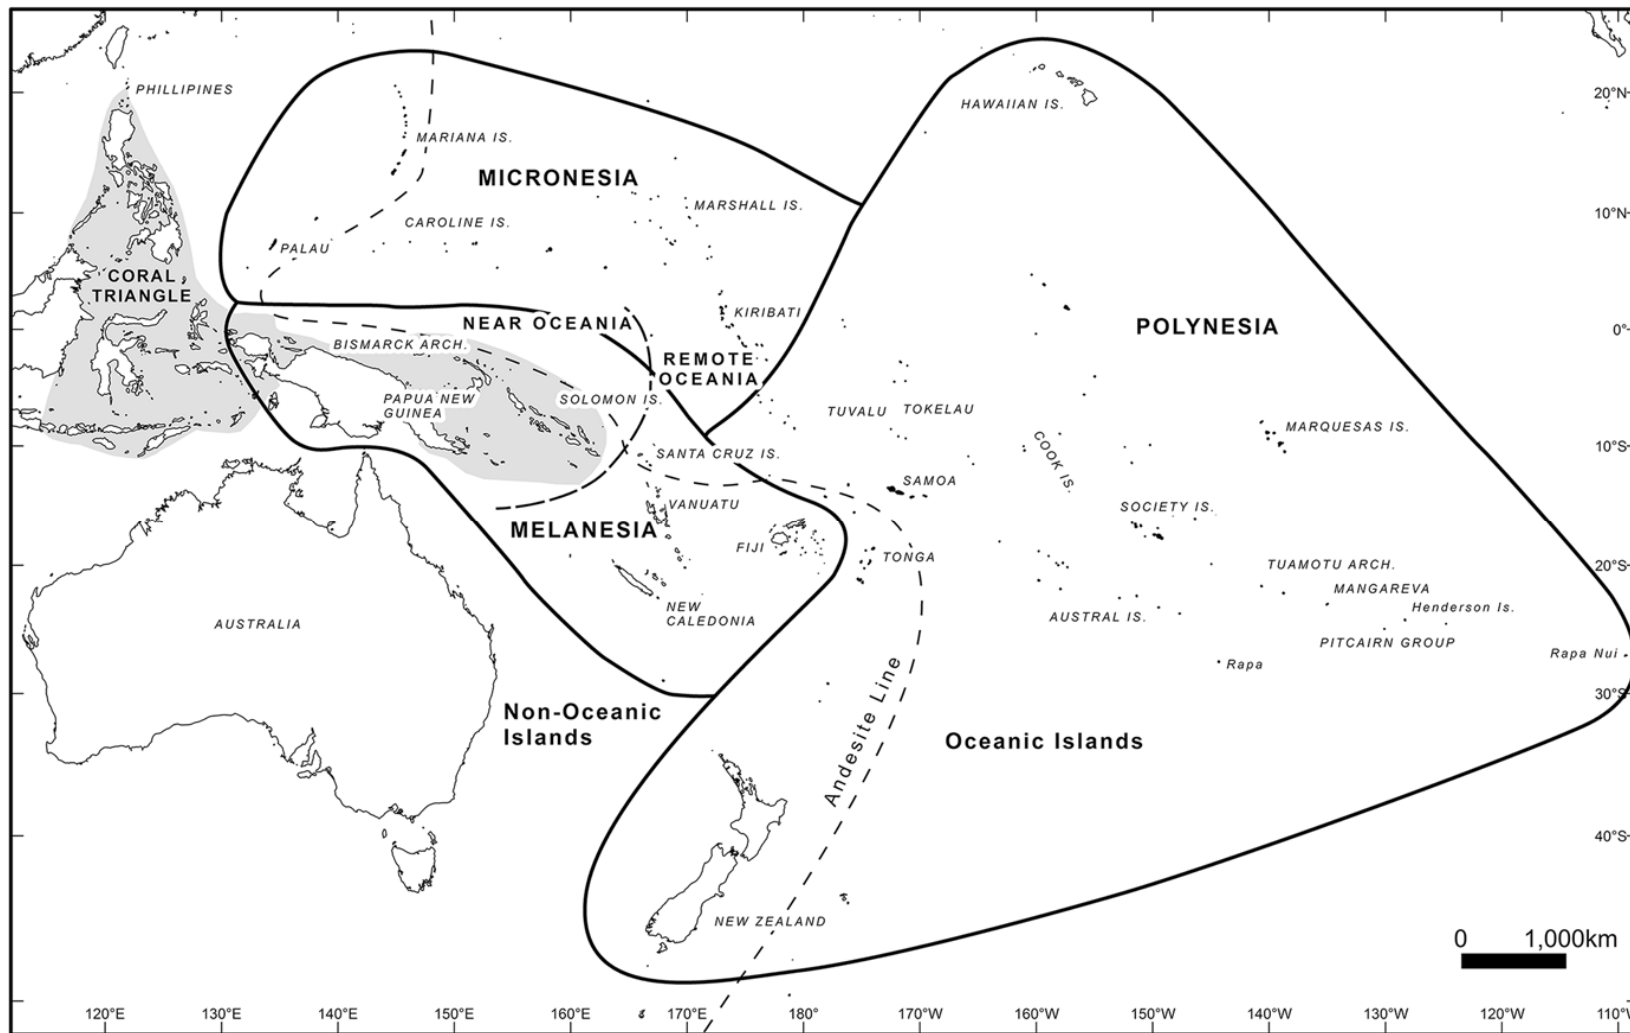 PHILLIPINES
20°N
HAWAIIAN IS.
MARIANA IS.
MICRONESIA
MARSHALL IS.
10°N
CAROLINE IS.
PALAU
CORAL
TRIANGLE
KIRIBATI
NEAR OCEANIA
POLYNESIA
0°
BISMARCK ARCH.
REMOTE
OCEANIA
PAPUA NEW
GUINEA
SOLOMON IS.
TUVALU
TOKELAU
MARQUESAS IS.
COOK IS.
10°S
SANTA CRUZ IS.
SAMOA
VANUATU
SOCIETY IS.
MELANESIA
FIJI
TONGA
TUAMOTU ARCH.
20°S
MANGAREVA
NEW
CALEDONIA
Henderson Is.
AUSTRAL IS.
AUSTRALIA
PITCAIRN GROUP
Rapa Nui
Rapa
30°S
Non-Oceanic
Islands
Andesite Line
Oceanic Islands
40°S
NEW ZEALAND
0 1,000km
120°E 130°E 140°E 150°E 160°E 170°E 180° 170°W 160°W 150°W 140°W 130°W 120°W 110°W